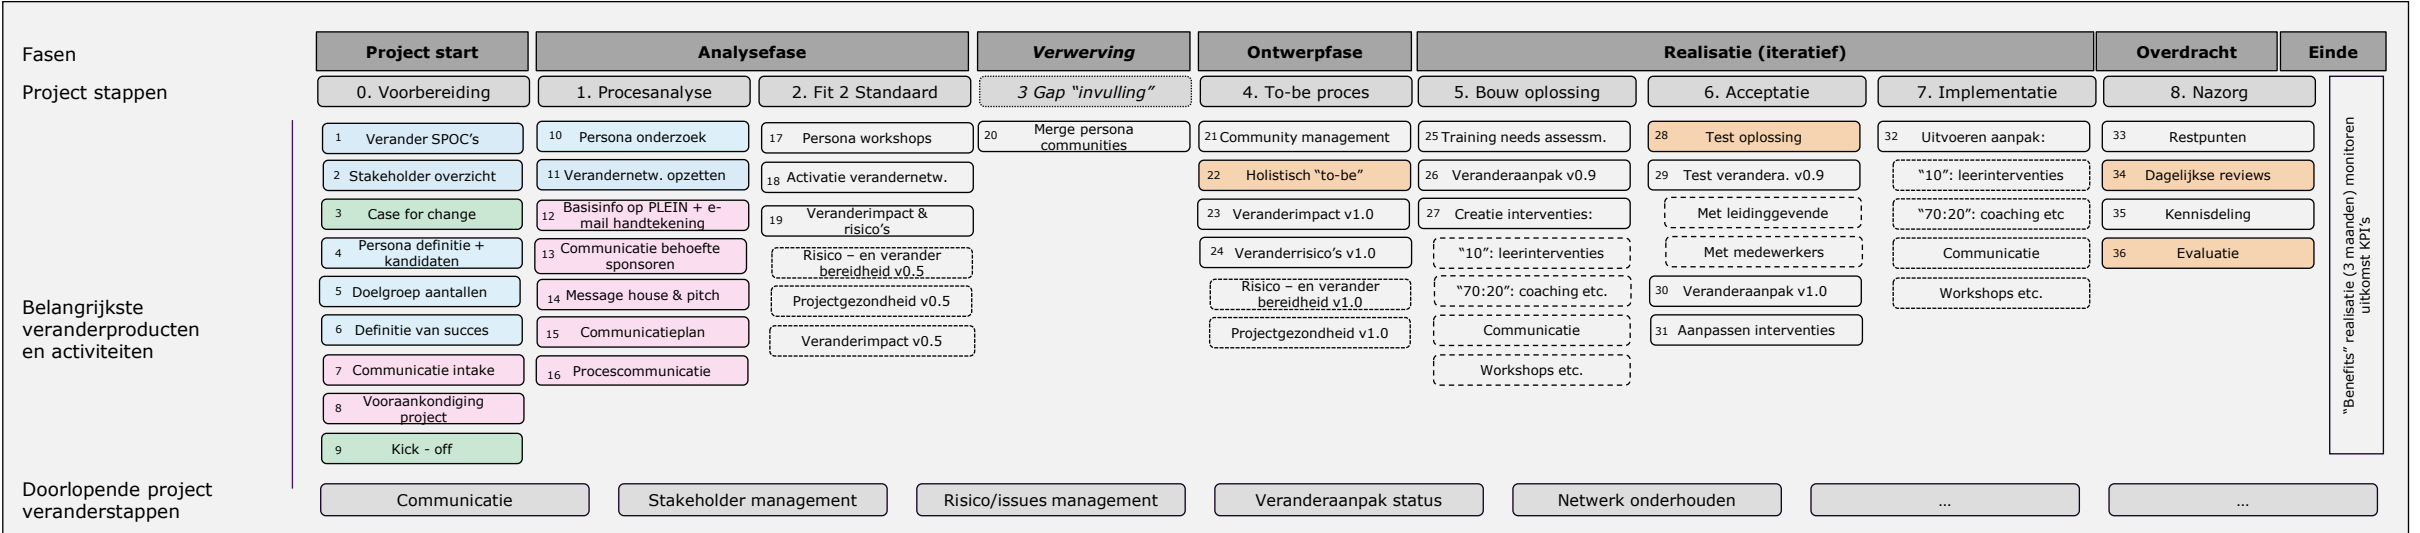 Fasen
Project start
Analysefase
Verwerving
Ontwerpfase
Realisatie (iteratief)
Overdracht
Einde
Project stappen
0. Voorbereiding
1. Procesanalyse
2. Fit 2 Standaard
3 Gap “invulling”
4. To-be proces
5. Bouw oplossing
6. Acceptatie
7. Implementatie
8. Nazorg
Belangrijkste
veranderproducten
en activiteiten
1 Verander SPOC’s
2 Stakeholder overzicht
3 Case for change
4 Persona definitie +
kandidaten
5 Doelgroep aantallen
6 Definitie van succes
7 Communicatie intake
8 Vooraankondiging
project
9 Kick - off
10 Persona onderzoek
11 Verandernetw. opzetten
12 Basisinfo op PLEIN + e-
mail handtekening
13 Communicatie behoefte
sponsoren
14 Message house & pitch
15 Communicatieplan
16 Procescommunicatie
17 Persona workshops
18 Activatie verandernetw.
19 Veranderimpact &
risico’s
Risico – en verander
bereidheid v0.5
Projectgezondheid v0.5
Veranderimpact v0.5
20 Merge persona
communities
21 Community management
22 Holistisch “to-be”
23 Veranderimpact v1.0
24 Veranderrisico’s v1.0
Risico – en verander
bereidheid v1.0
Projectgezondheid v1.0
25 Training needs assessm.
26 Veranderaanpak v0.9
27 Creatie interventies:
“10”: leerinterventies
“70:20”: coaching etc.
Communicatie
Workshops etc.
28 Test oplossing
29 Test verandera. v0.9
Met leidinggevende
Met medewerkers
30 Veranderaanpak v1.0
31 Aanpassen interventies
32 Uitvoeren aanpak:
“10”: leerinterventies
“70:20”: coaching etc
Communicatie
Workshops etc.
33 Restpunten
34 Dagelijkse reviews
35 Kennisdeling
36 Evaluatie
“Benefits” realisatie (3 maanden) monitoren
uitkomst KPI’s
Doorlopende project
veranderstappen
Communicatie
Stakeholder management
Risico/issues management
Veranderaanpak status
Netwerk onderhouden
...
...